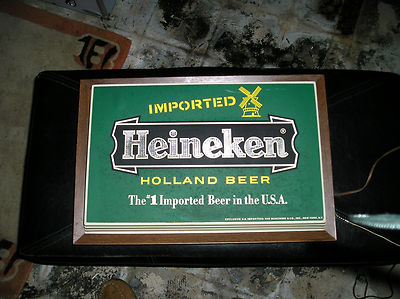 IMPORTED
Heineken®
HOLLAND BEER
The #1 Imported Beer in the U.S.A.